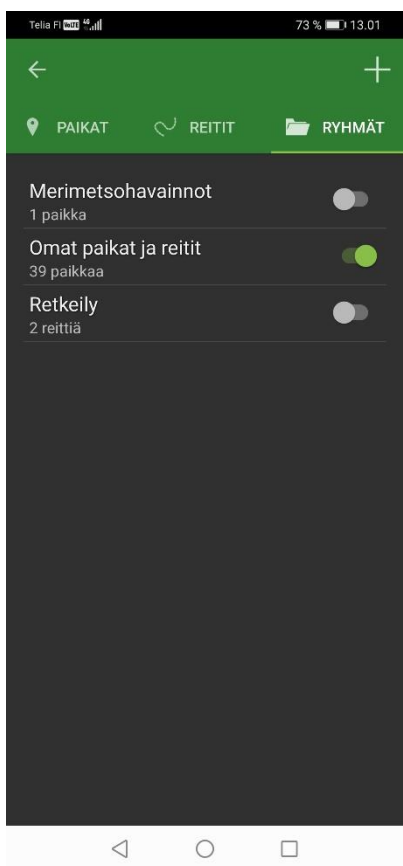 Telia FI VoLTE 4G 73 % 13.01
PAIKAT REITIT RYHMÄT
Merimetsohavainnot
1 paikka
Omat paikat ja reitit
39 paikkaa
Retkeily
2 reittiä